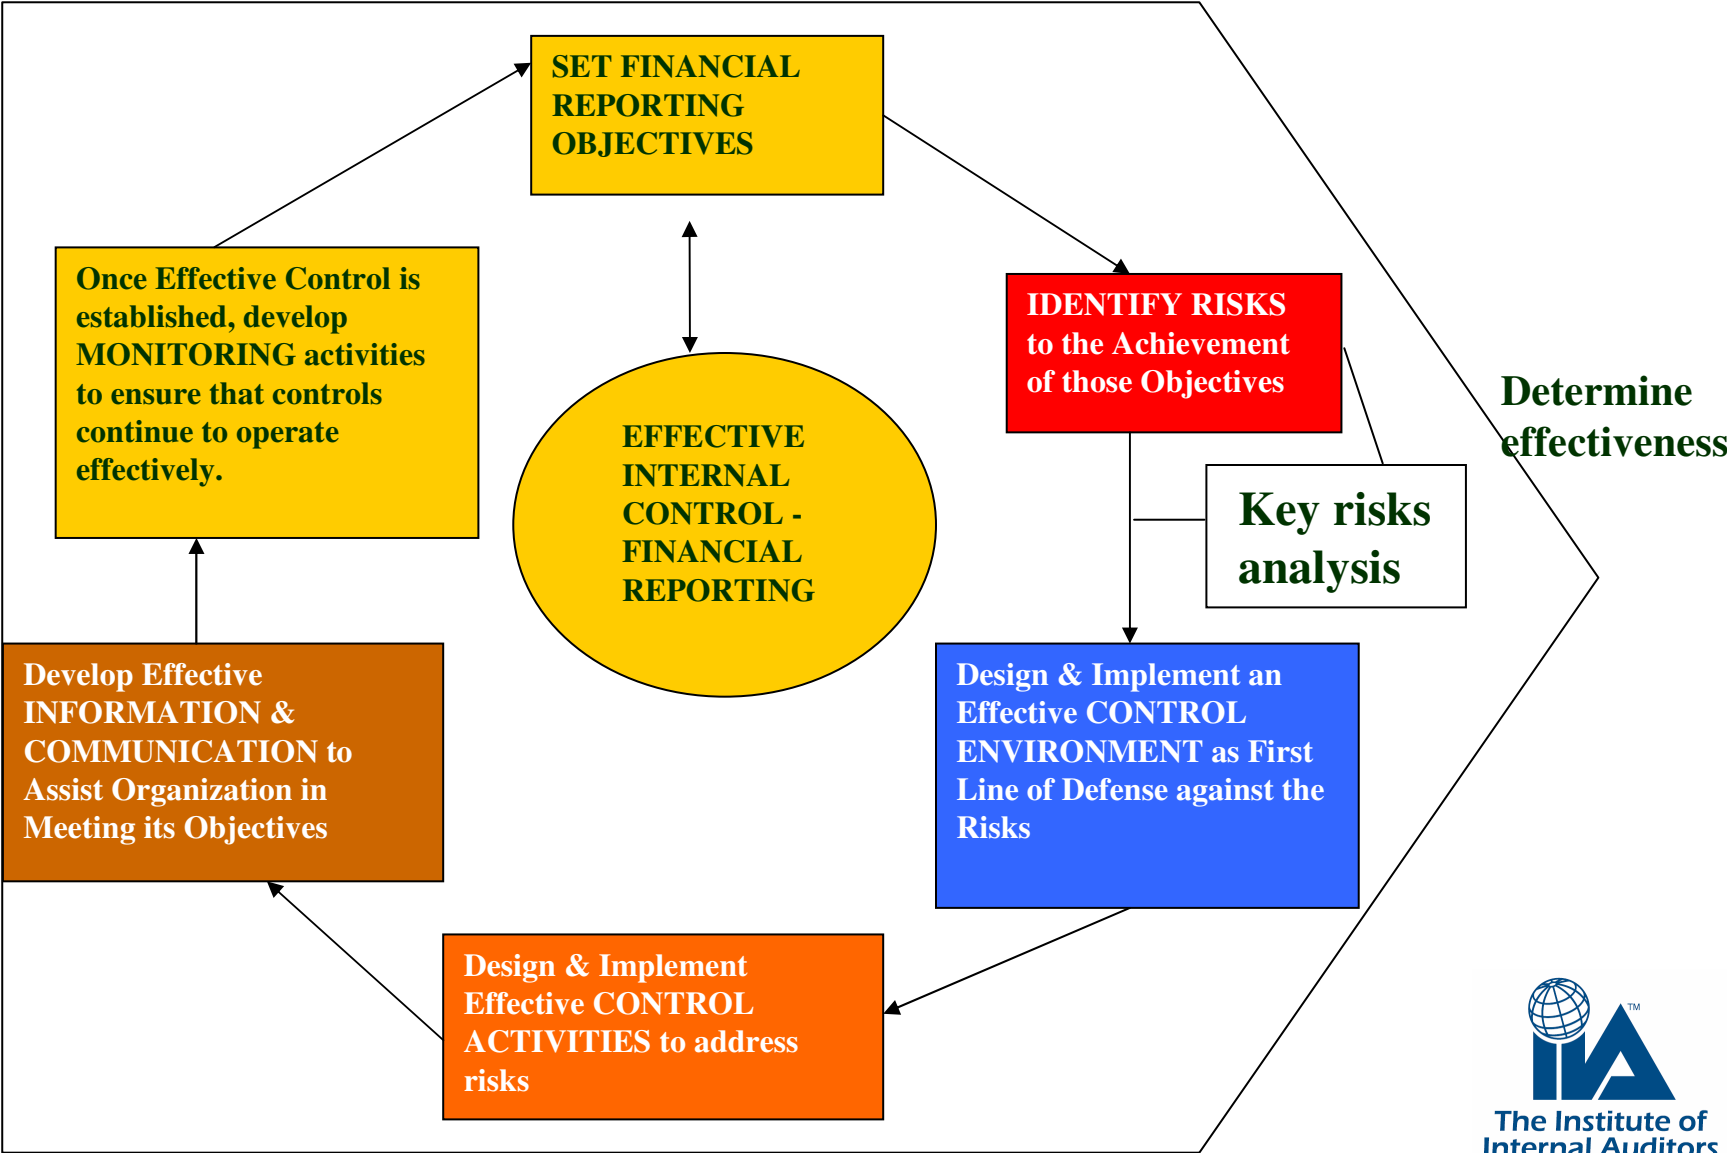 SET FINANCIAL
REPORTING
OBJECTIVES
Once Effective Control is
established, develop
MONITORING activities
to ensure that controls
continue to operate
effectively.
IDENTIFY RISKS
to the Achievement
of those Objectives
Determine
effectiveness
EFFECTIVE
INTERNAL
CONTROL -
FINANCIAL
REPORTING
Key risks
analysis
Develop Effective
INFORMATION &
COMMUNICATION to
Assist Organization in
Meeting its Objectives
Design & Implement an
Effective CONTROL
ENVIRONMENT as First
Line of Defense against the
Risks
Design & Implement
Effective CONTROL
ACTIVITIES to address
risks
IIA
TM
The Institute of
Internal Auditors